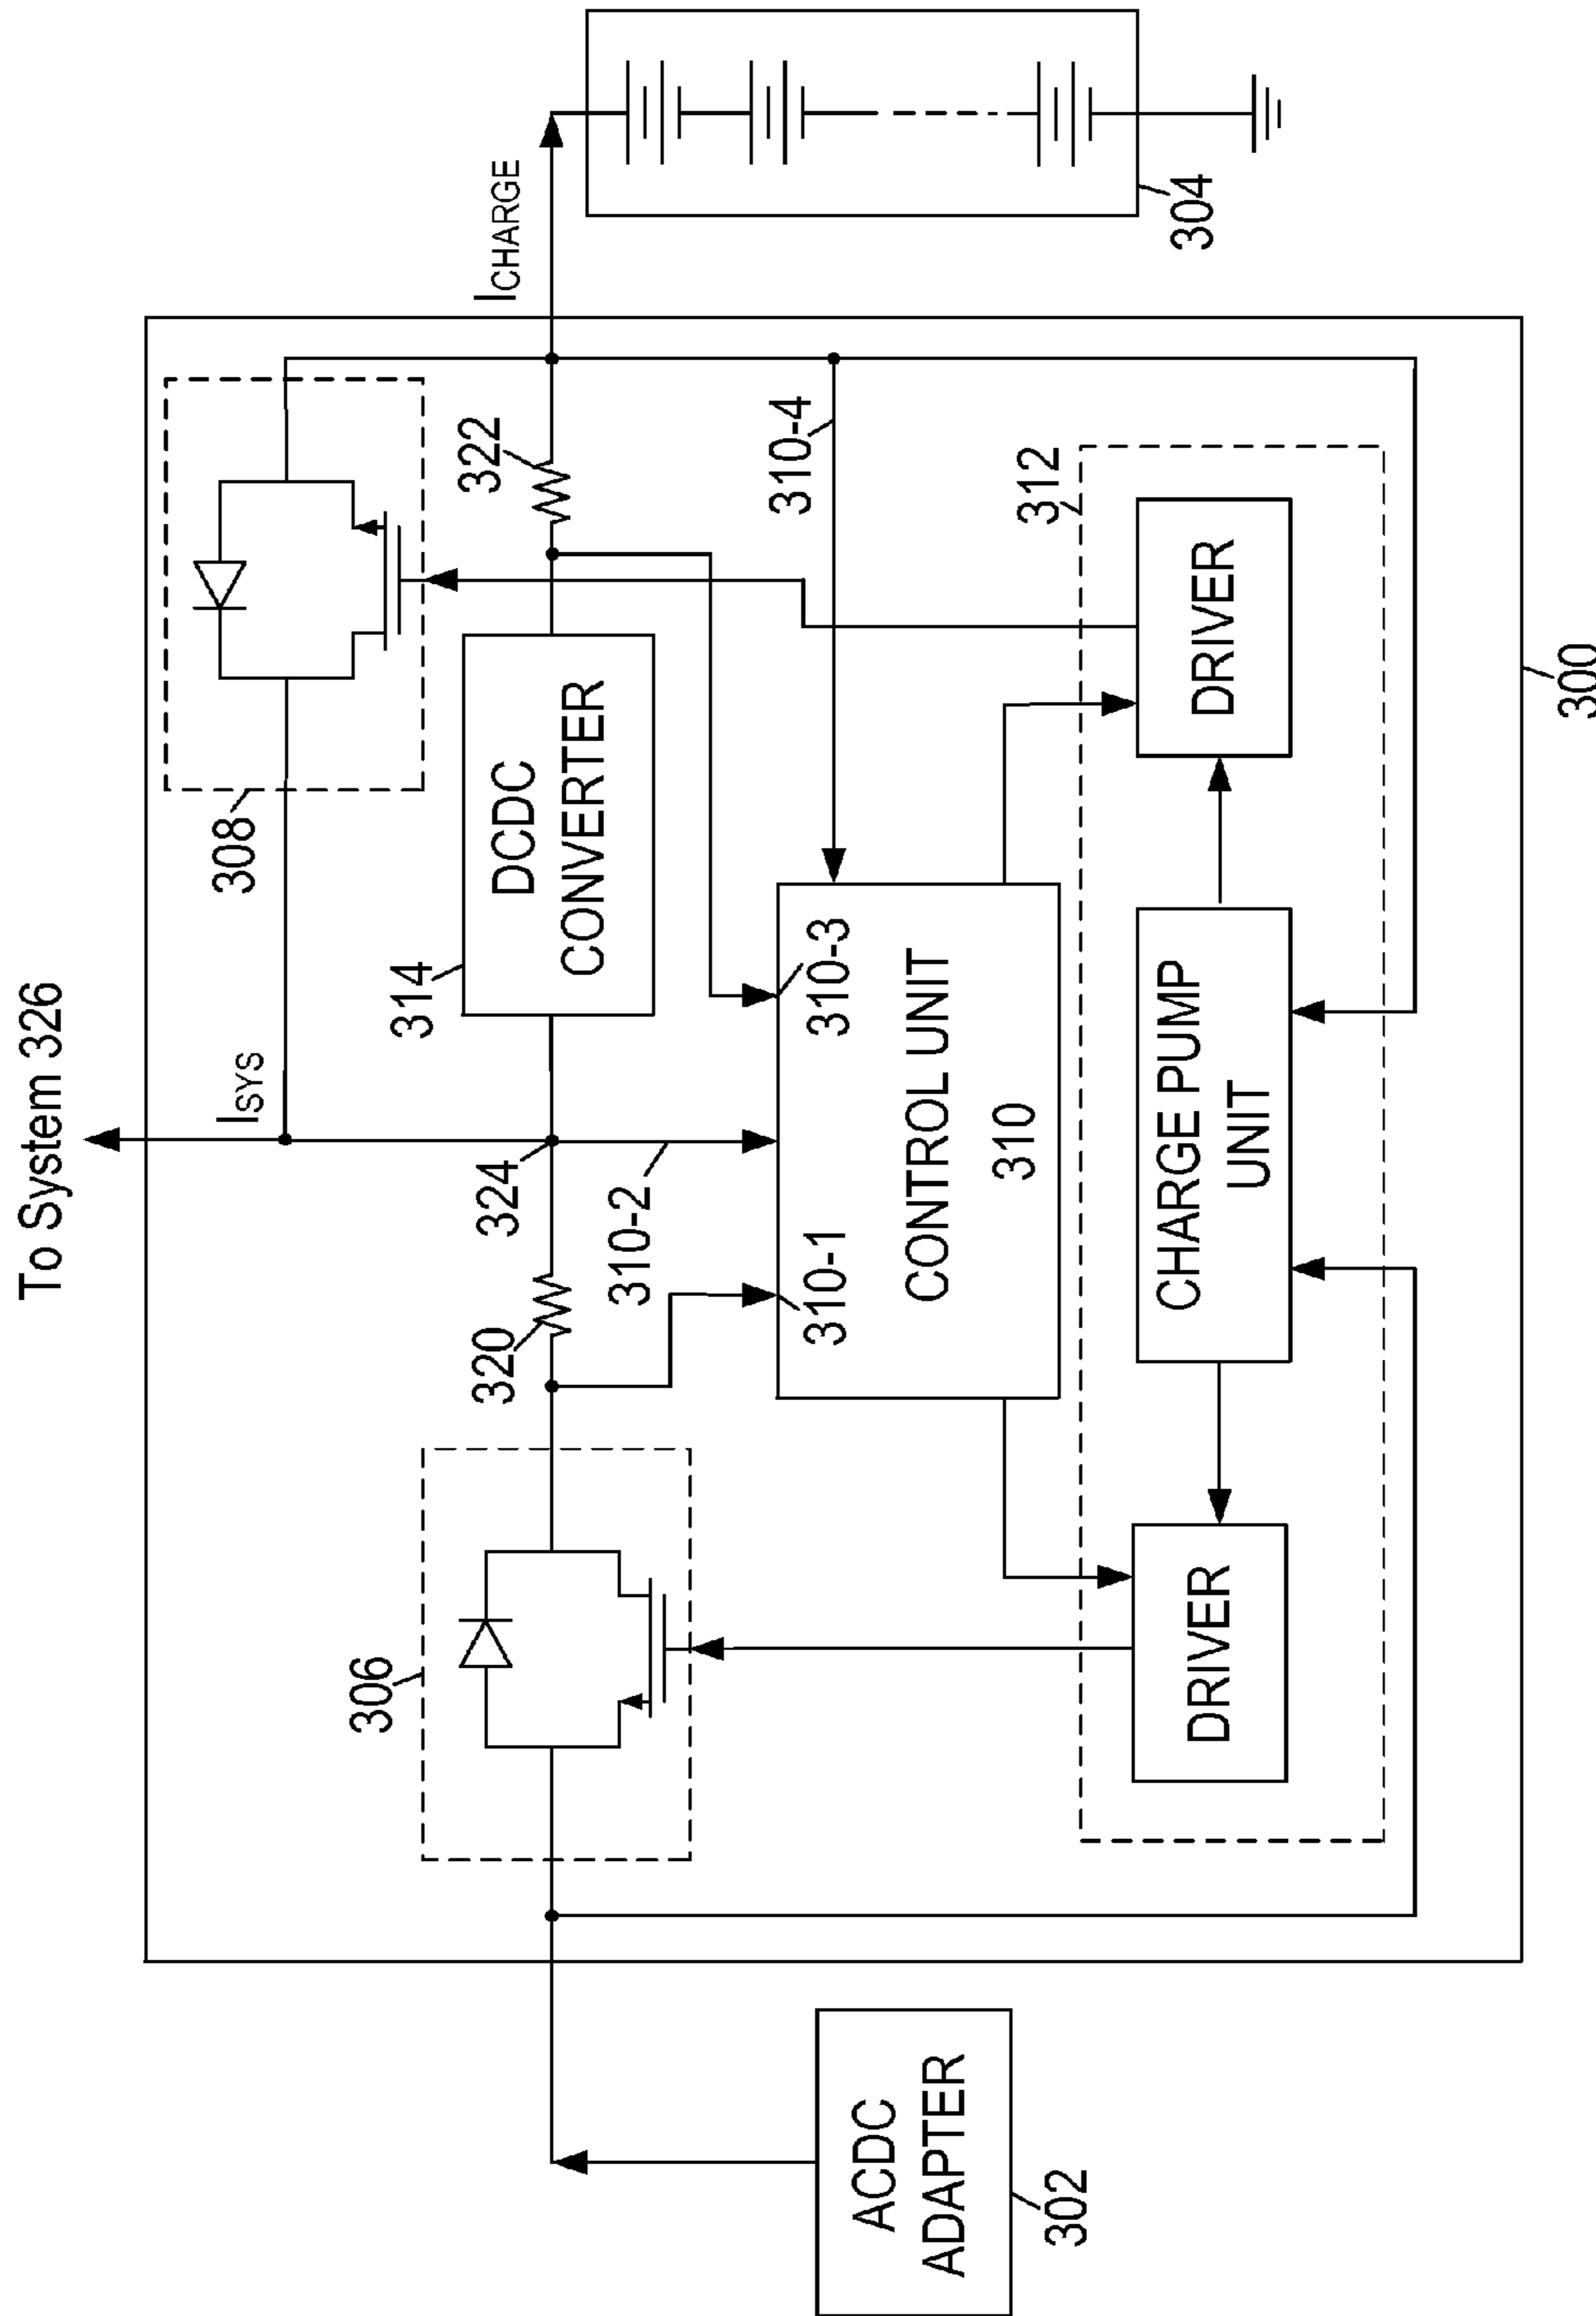 To System 326
ISYS
ICHARGE
308
306
320
324
314
DCDC
CONVERTER
322
310-2
310-1
310-3
310-4
CONTROL UNIT
310
304
312
DRIVER
CHARGE PUMP
UNIT
DRIVER
ACDC
ADAPTER
302
300